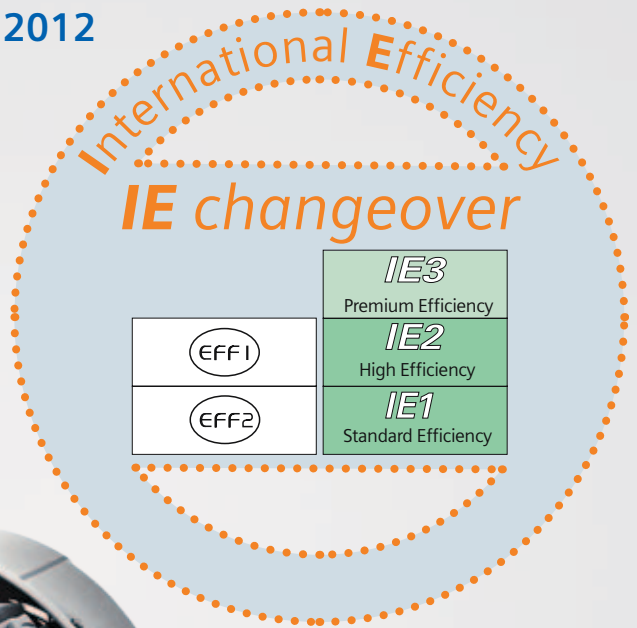 2012
International Efficiency
IE changeover
IE3
Premium Efficiency
EFF1
IE2
High Efficiency
EFF2
IE1
Standard Efficiency